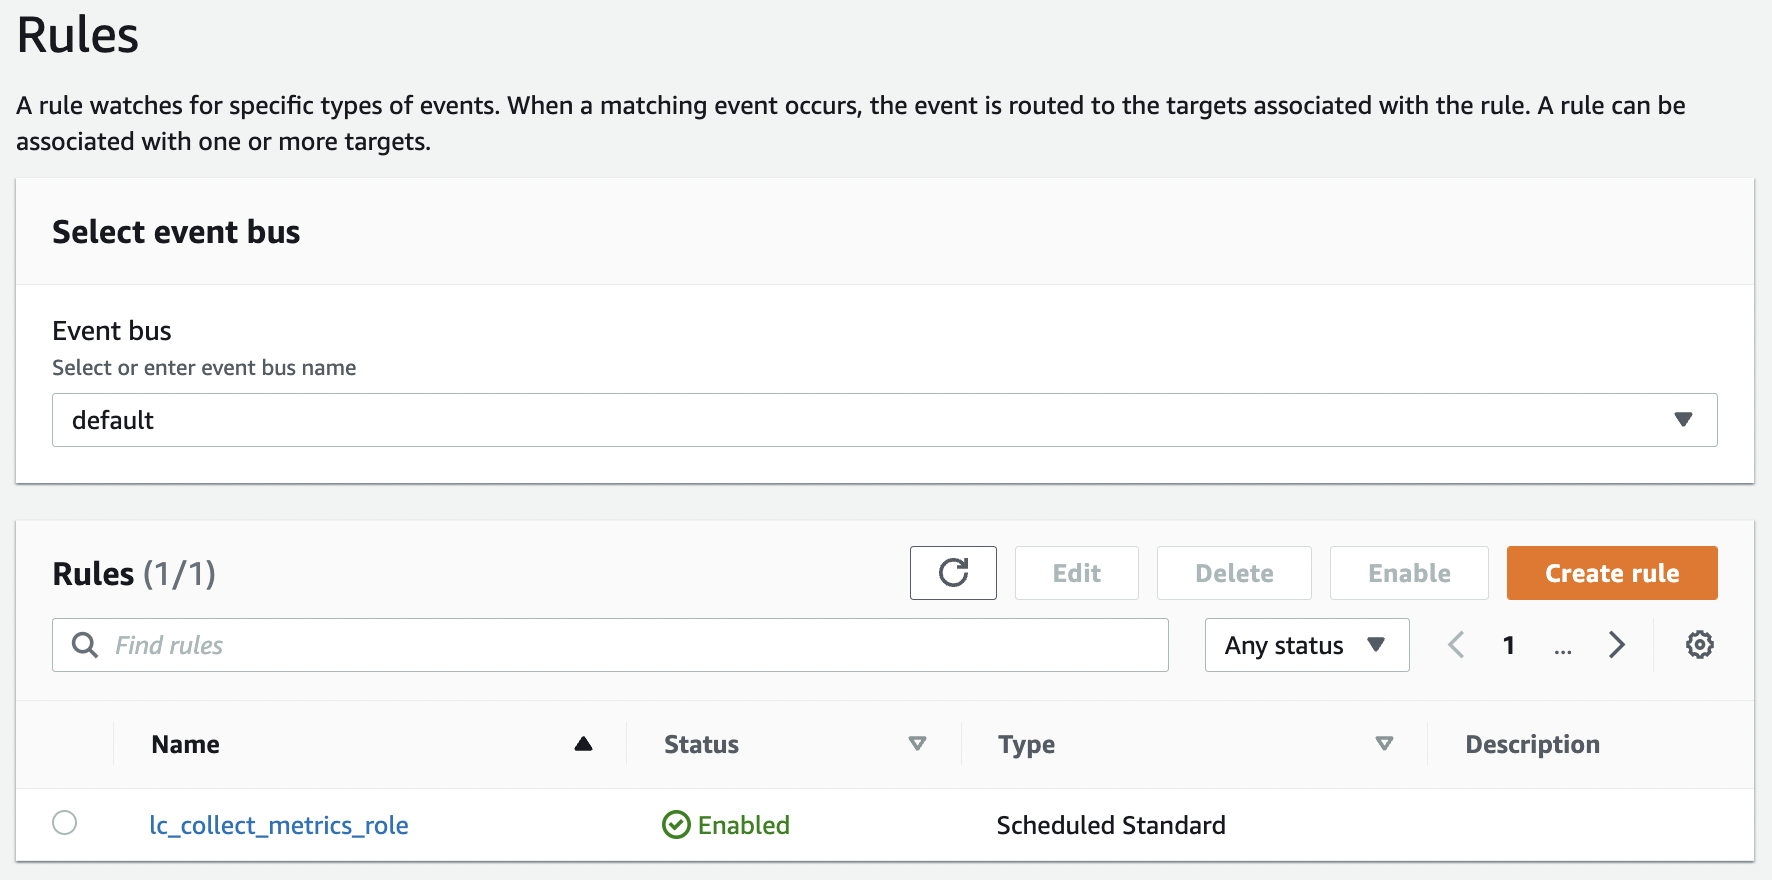 Rules
A rule watches for specific types of events. When a matching event occurs, the event is routed to the targets associated with the rule. A rule can be
associated with one or more targets.
Select event bus
Event bus
Select or enter event bus name
default
Rules (1/1)
Edit
Delete
Enable
Create rule
Find rules
Any status
1
...
Name
Status
Type
Description
lc_collect_metrics_role
Enabled
Scheduled Standard